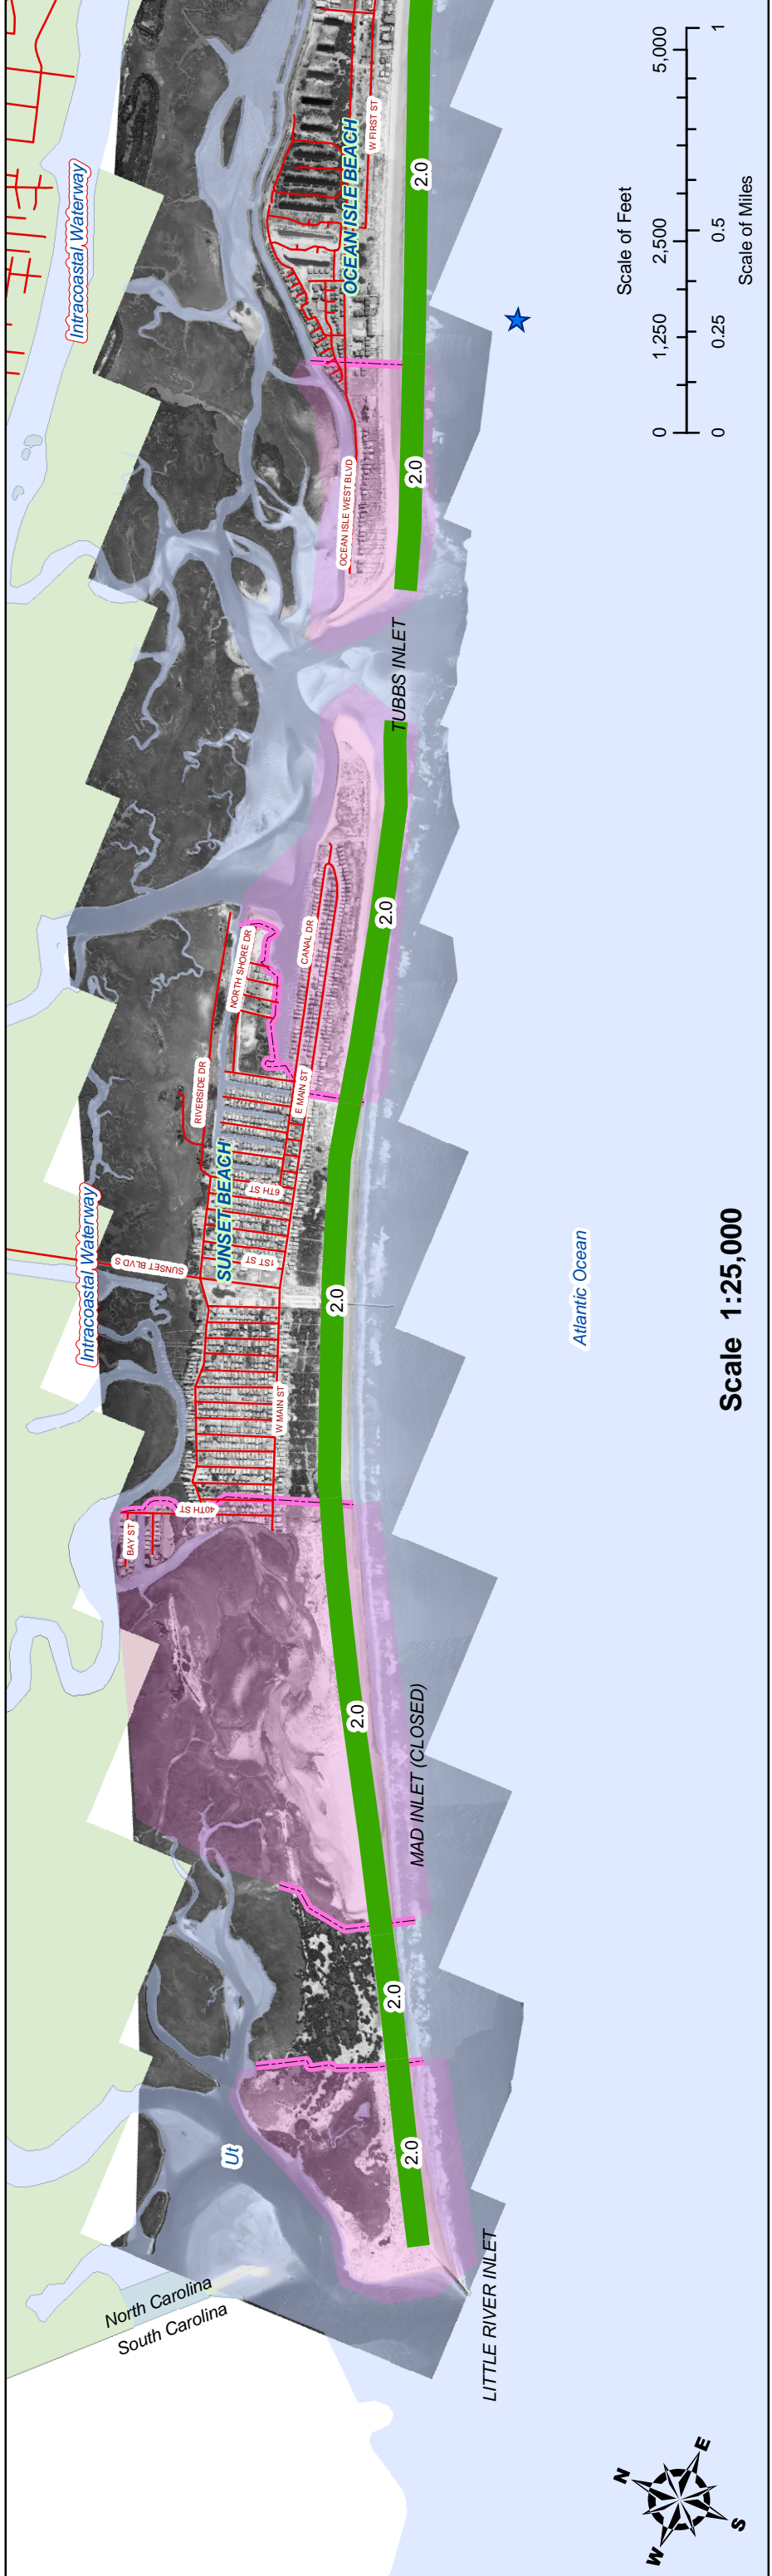 Intracoastal Waterway
OCEAN ISLE BEACH
W FIRST ST
2.0
OCEAN ISLE WEST BLVD
2.0
TUBBS INLET
2.0
CANAL DR
NORTH SHORE DR
RIVERSIDE DR
E MAIN ST
SUNSET BEACH
6TH ST
1ST ST
SUNSET BLVD S
Intracoastal Waterway
2.0
W MAIN ST
40TH ST
BAY ST
2.0
MAD INLET (CLOSED)
2.0
2.0
Ut
LITTLE RIVER INLET
North Carolina
South Carolina
Atlantic Ocean
Scale 1:25,000
Scale of Feet
0 1,250 2,500 5,000
0 0.25 0.5 1
Scale of Miles
N
E
S
W